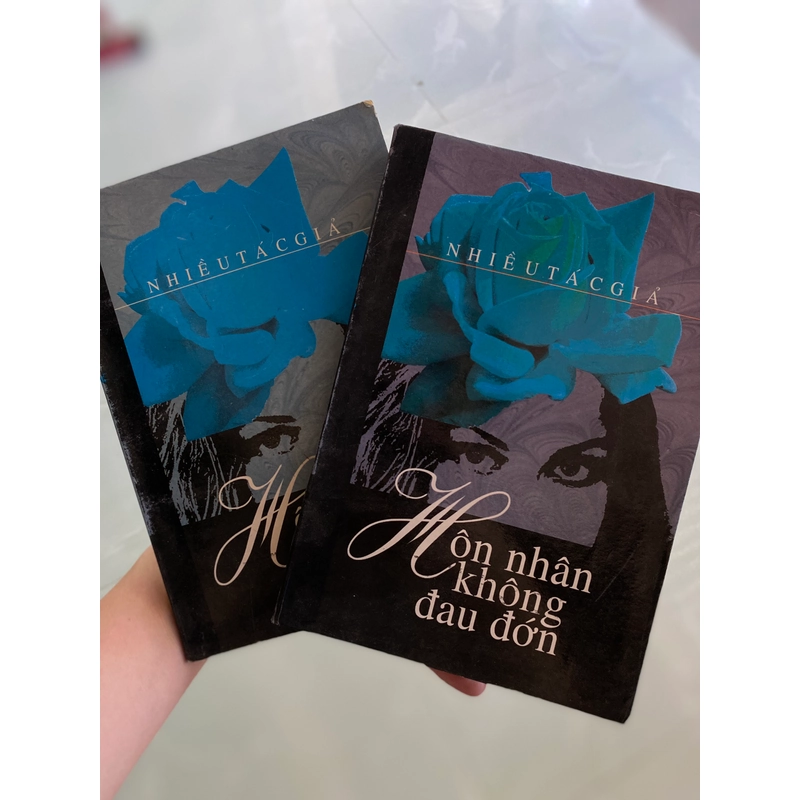 NHIỀU TÁC GIẢ
H
NHIỀU TÁC GIẢ
Hôn nhân
không
đau đớn